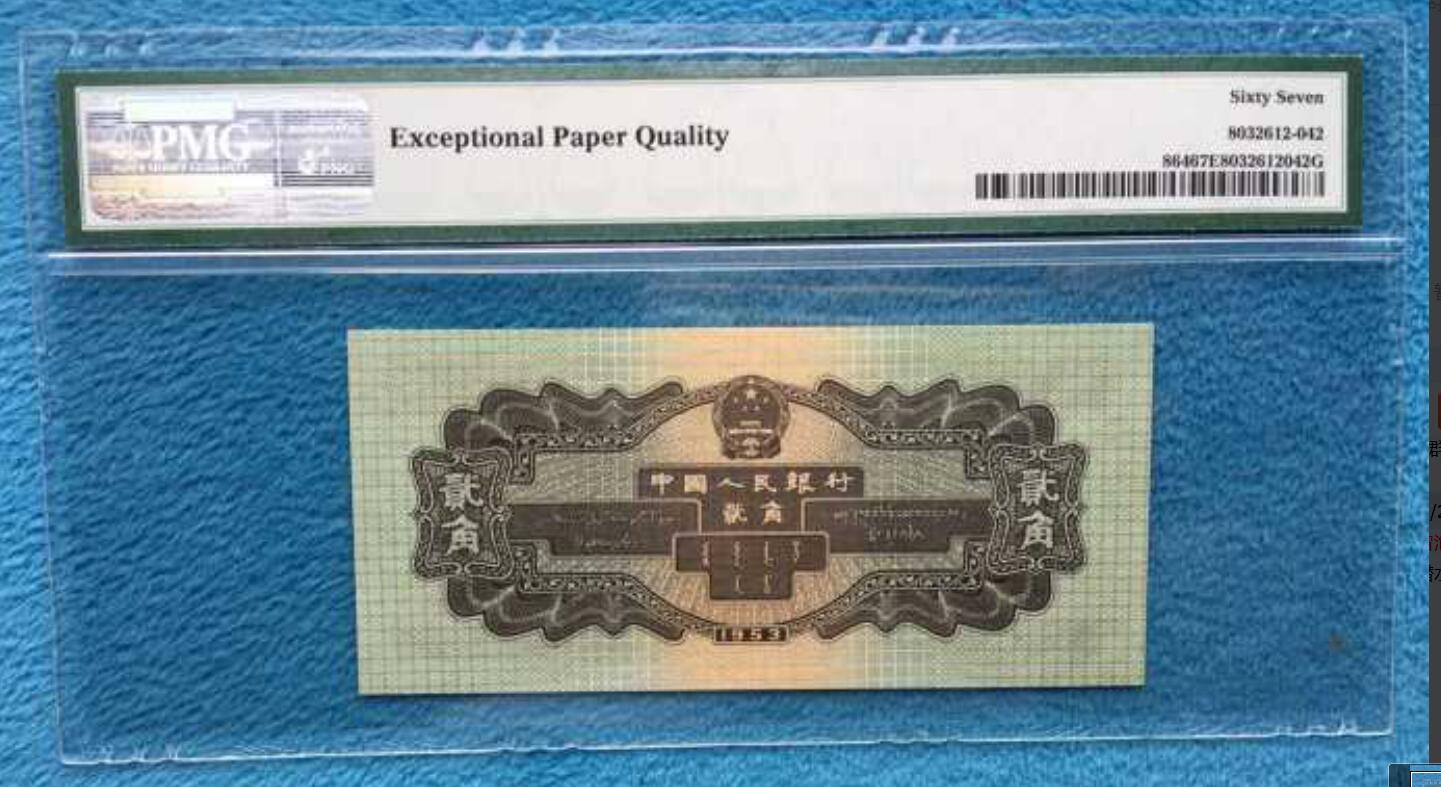 PMG
Exceptional Paper Quality
Sixty Seven
8032612-042
86467E8032612042G
中國人民銀行
貳角
貳角
貳角
1953